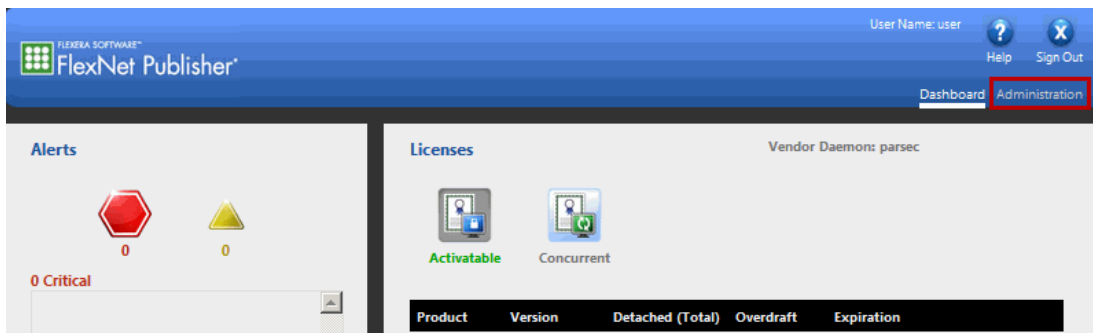 User Name: user
FLEXERA SOFTWARE™
FlexNet Publisher
?
X
Help
Sign Out
Dashboard
Administration
Alerts
0
0
0 Critical
Licenses
Vendor Daemon: parsec
Activatable
Concurrent
Product Version Detached (Total) Overdraft Expiration